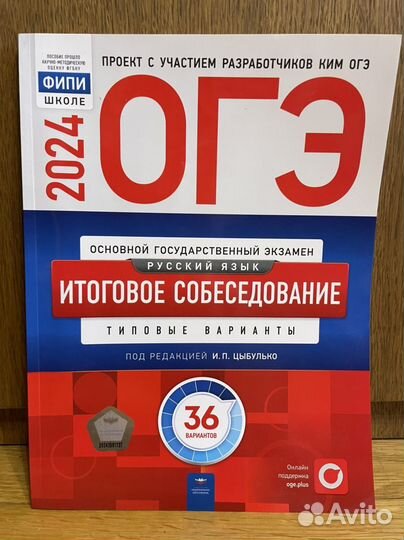 ПОСОБИЕ ПРОШЛО
НАУЧНО-МЕТОДИЧЕСКУЮ
ОЦЕНКУ ФГБНУ
ФИПИ
ШКОЛЕ
ПРОЕКТ С УЧАСТИЕМ РАЗРАБОТЧИКОВ КИМ ОГЭ
2024
ОГЭ
ОСНОВНОЙ ГОСУДАРСТВЕННЫЙ ЭКЗАМЕН
РУССКИЙ ЯЗЫК
ИТОГОВОЕ СОБЕСЕДОВАНИЕ
ТИПОВЫЕ ВАРИАНТЫ
ПОД РЕДАКЦИЕЙ И.П. ЦЫБУЛЬКО
36
ВАРИАНТОВ
Онлайн
поддержка
oge.plus
Avito